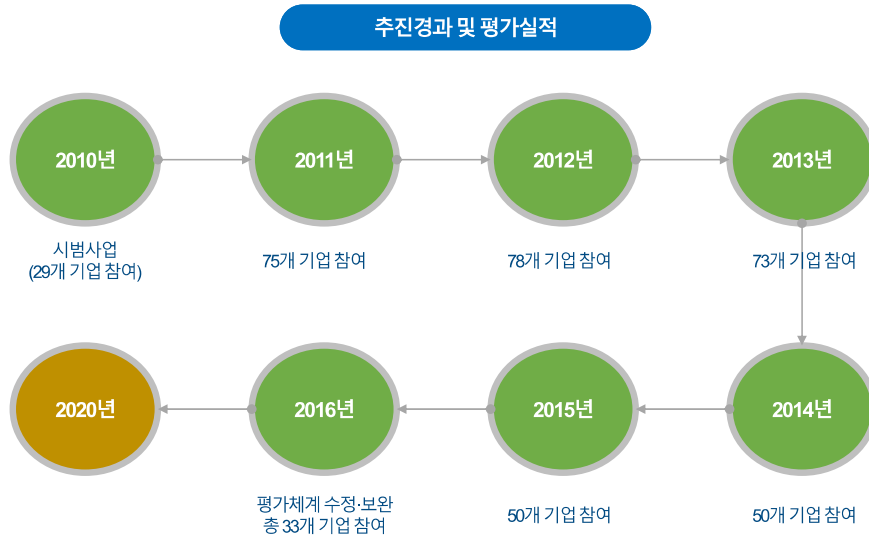 추진경과 및 평가실적
2010년
2011년
2012년
2013년
시범사업
(29개 기업 참여)
75개 기업 참여
78개 기업 참여
73개 기업 참여
2020년
2016년
2015년
2014년
평가체계 수정·보완
총 33개 기업 참여
50개 기업 참여
50개 기업 참여